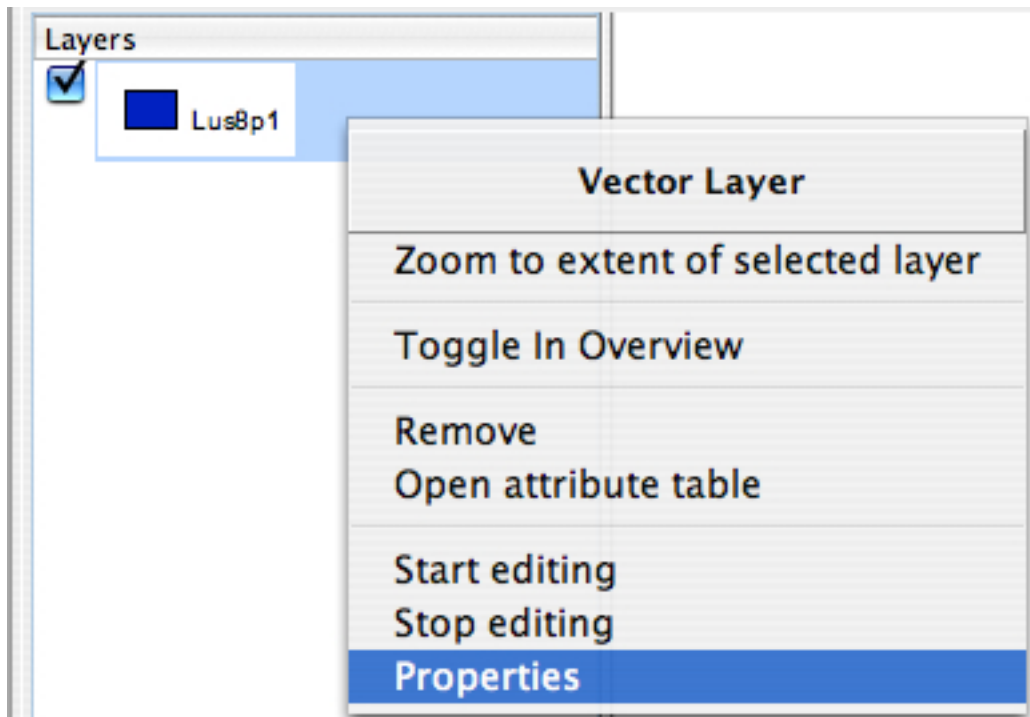 Layers
Lus8p1
Vector Layer
Zoom to extent of selected layer
Toggle In Overview
Remove
Open attribute table
Start editing
Stop editing
Properties